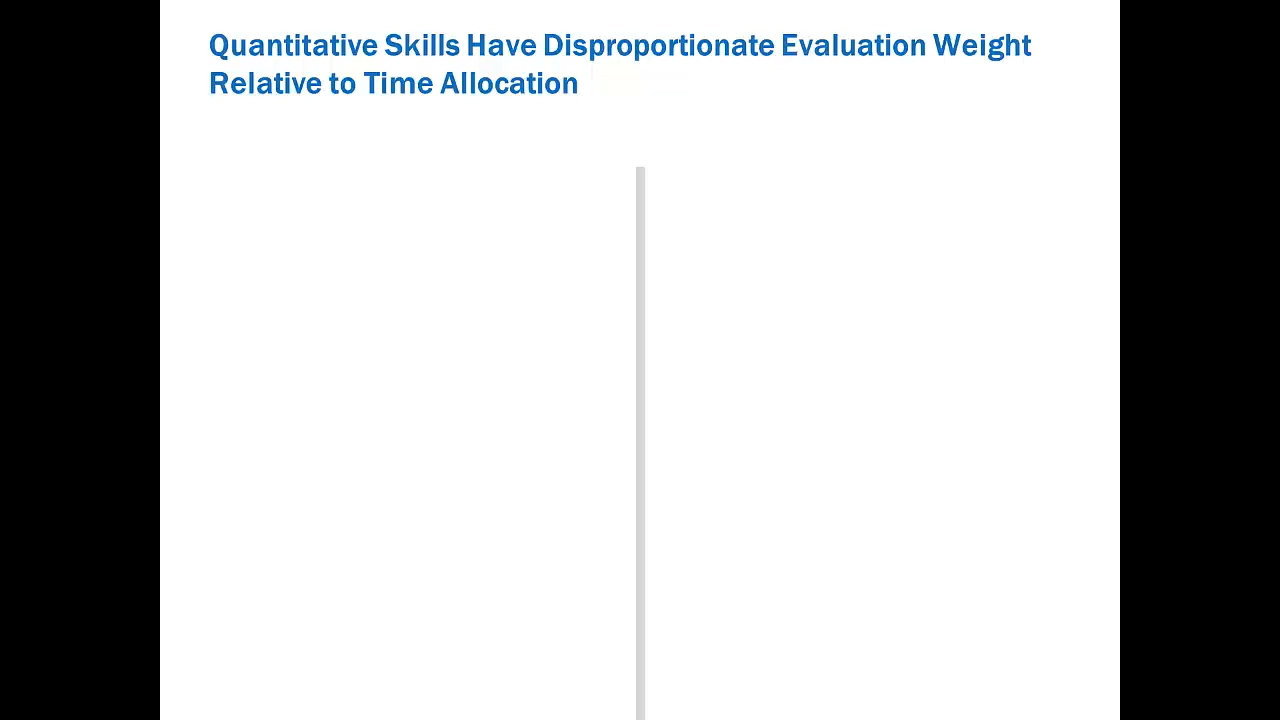 Quantitative Skills Have Disproportionate Evaluation Weight
Relative to Time Allocation